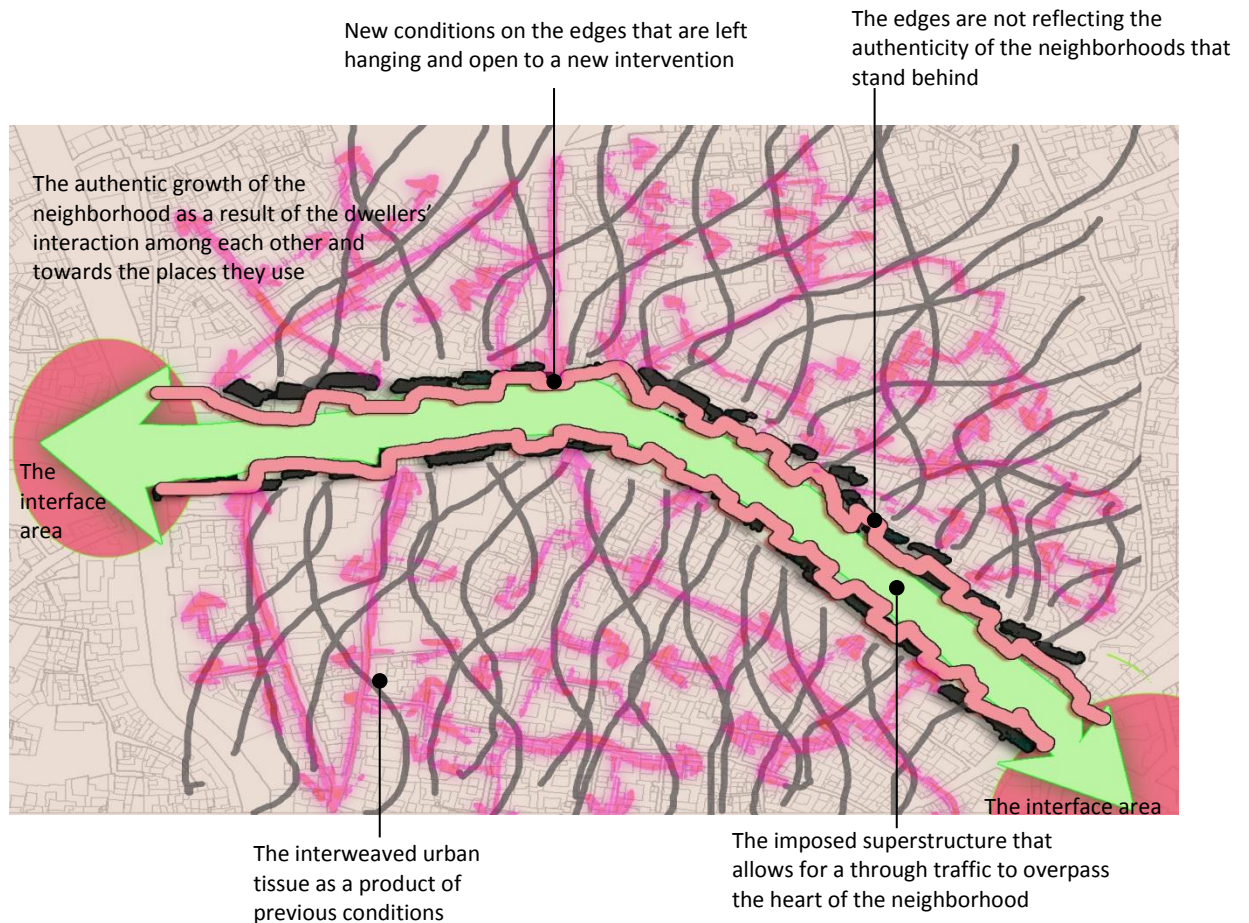 New conditions on the edges that are left
hanging and open to a new intervention
The edges are not reflecting the
authenticity of the neighborhoods that
stand behind
The authentic growth of the
neighborhood as a result of the dwellers’
interaction among each other and
towards the places they use
The
interface
area
The interface area
The interweaved urban
tissue as a product of
previous conditions
The imposed superstructure that
allows for a through traffic to overpass
the heart of the neighborhood